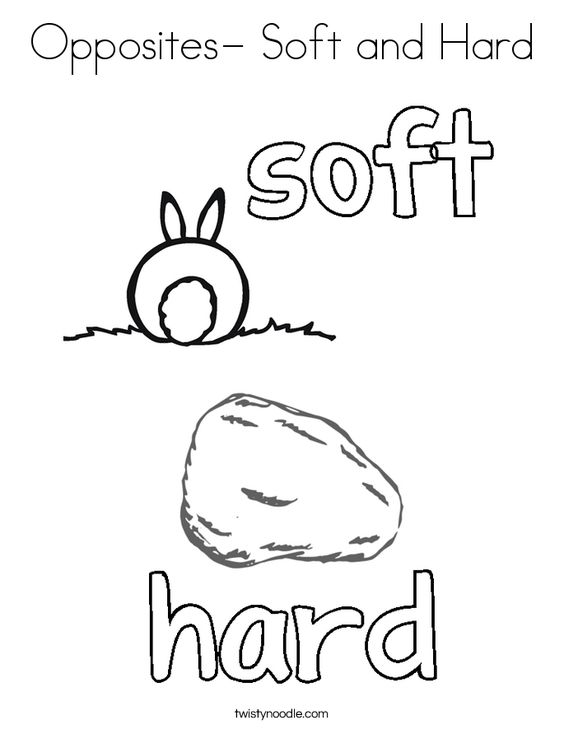 Opposites- Soft and Hard
soft
hard
twistynoodle.com